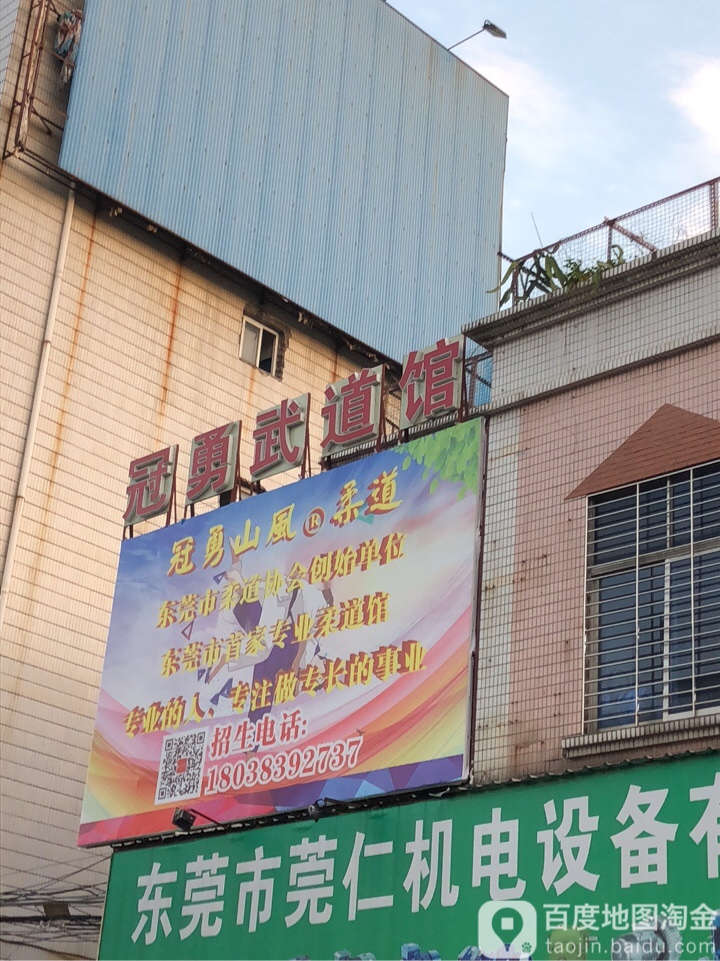 冠勇武道馆
冠勇山風®柔道
东莞市柔道协会创始单位
东莞市首家专业柔道馆
专业的人、专注做专长的事业
招生电话:
18038392737
东莞市莞仁机电设备有
百度地图淘金
taojin.baidu.com